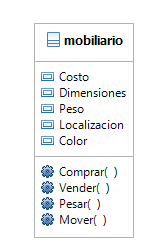 mobiliario
Costo
Dimensiones
Peso
Localizacion
Color
Comprar( )
Vender( )
Pesar( )
Mover( )